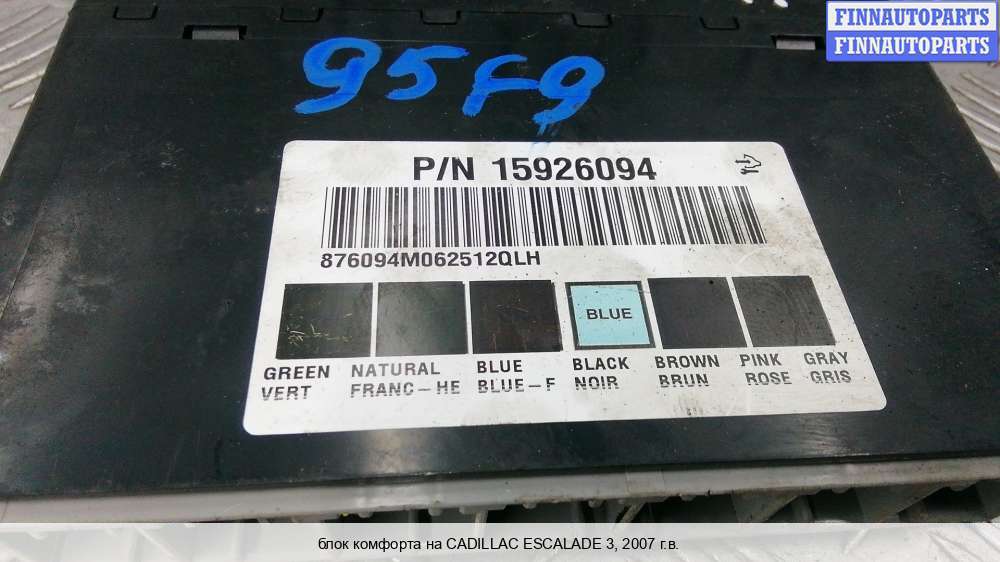 FINNAUTOPARTS
FINNAUTOPARTS
95F9
P/N 15926094
876094M062512QLH
BLUE
GREEN NATURAL BLUE BLACK BROWN PINK GRAY
VERT FRANC-HE BLUE-F NOIR BRUN ROSE GRIS
блок комфорта на CADILLAC ESCALADE 3, 2007 г.в.